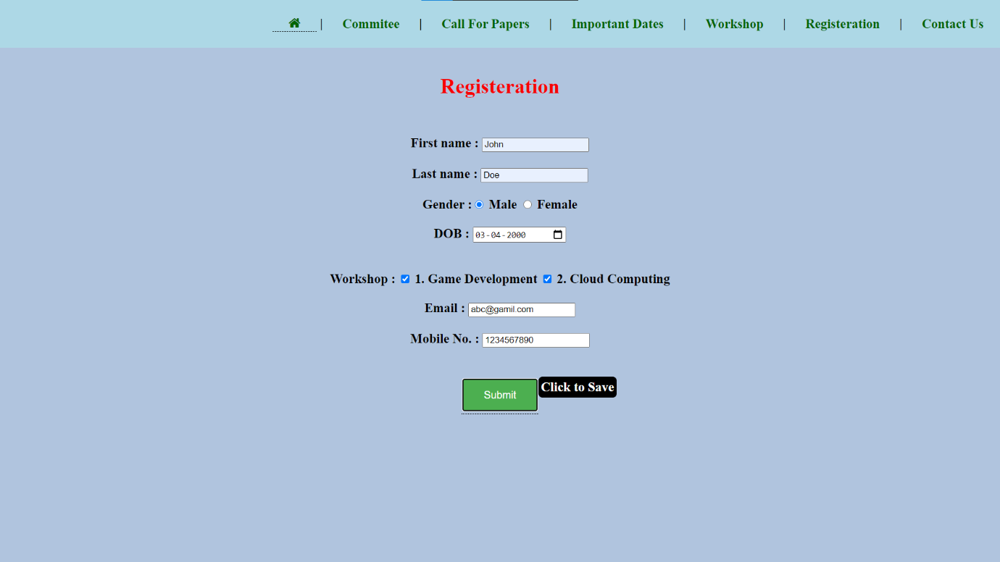 | Commitee | Call For Papers | Important Dates | Workshop | Registeration | Contact Us
Registeration
First name : John
Last name : Doe
Gender : Male Female
DOB : 03-04-2000
Workshop : 1. Game Development 2. Cloud Computing
Email : abc@gamil.com
Mobile No. : 1234567890
Submit Click to Save